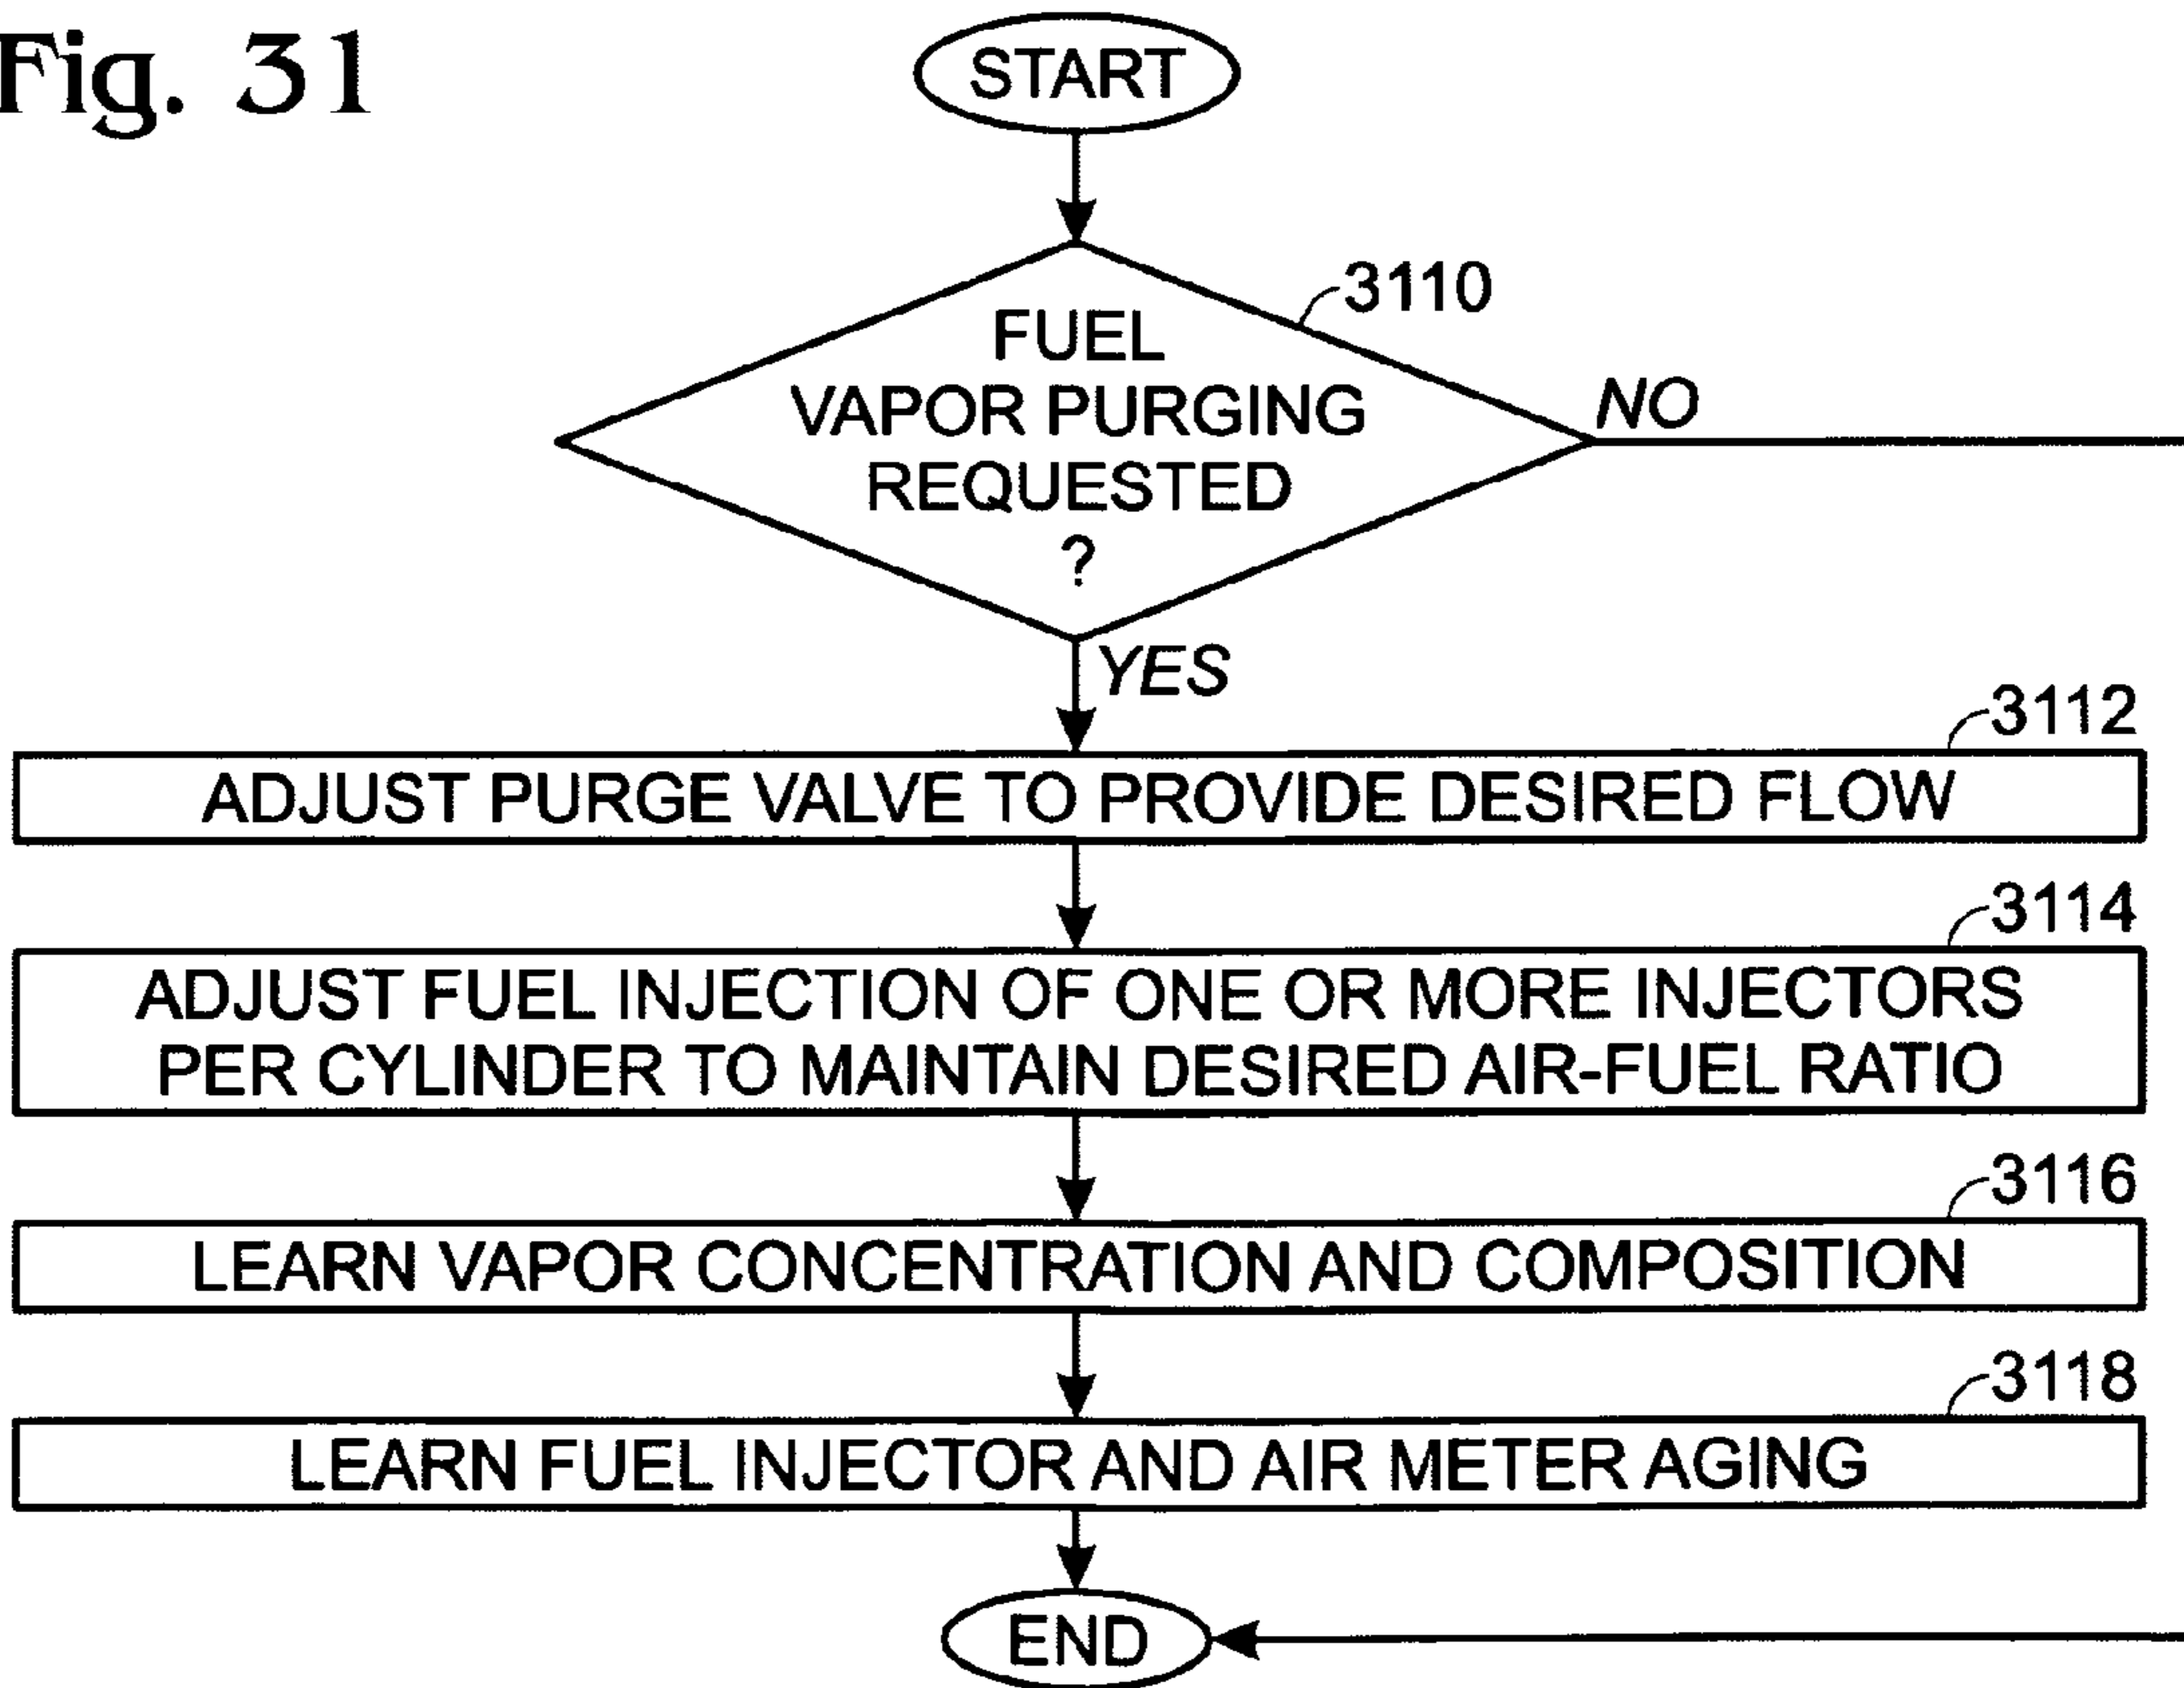 Fig. 31
START
3110
FUEL
VAPOR PURGING
REQUESTED
?
NO
YES
3112
ADJUST PURGE VALVE TO PROVIDE DESIRED FLOW
3114
ADJUST FUEL INJECTION OF ONE OR MORE INJECTORS
PER CYLINDER TO MAINTAIN DESIRED AIR-FUEL RATIO
3116
LEARN VAPOR CONCENTRATION AND COMPOSITION
3118
LEARN FUEL INJECTOR AND AIR METER AGING
END